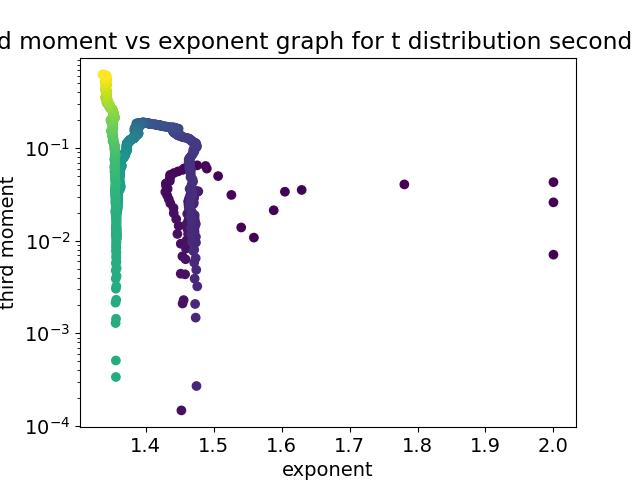 d moment vs exponent graph for t distribution second
third moment
10⁻¹
10⁻²
10⁻³
10⁻⁴
1.4 1.5 1.6 1.7 1.8 1.9 2.0
exponent